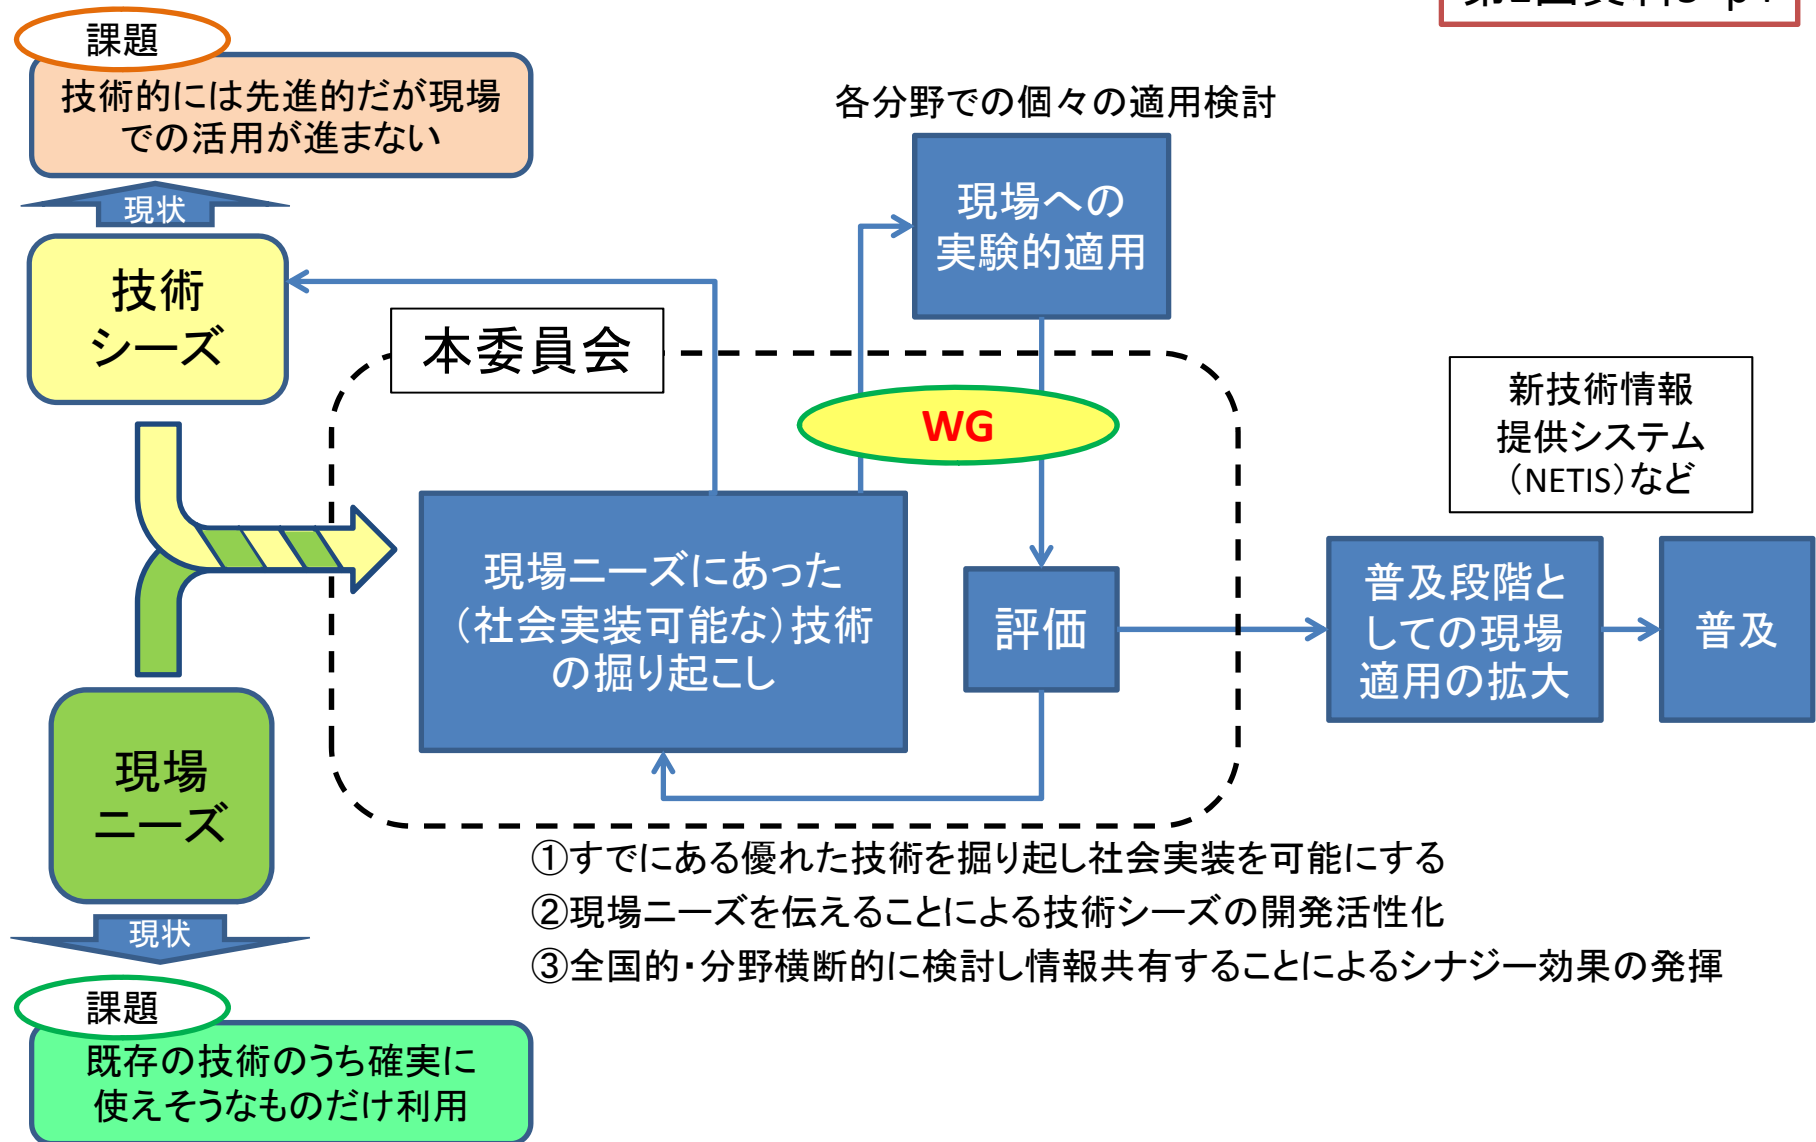 課題
技術的には先進的だが現場
での活用が進まない
現状
技術
シーズ
現場
ニーズ
現状
課題
既存の技術のうち確実に
使えそうなものだけ利用
本委員会
現場ニーズにあった
（社会実装可能な）技術
の掘り起こし
各分野での個々の適用検討
現場への
実験的適用
WG
評価
新技術情報
提供システム
（NETIS）など
普及段階と
しての現場
適用の拡大
普及
①すでにある優れた技術を掘り起し社会実装を可能にする
②現場ニーズを伝えることによる技術シーズの開発活性化
③全国的・分野横断的に検討し情報共有することによるシナジー効果の発揮